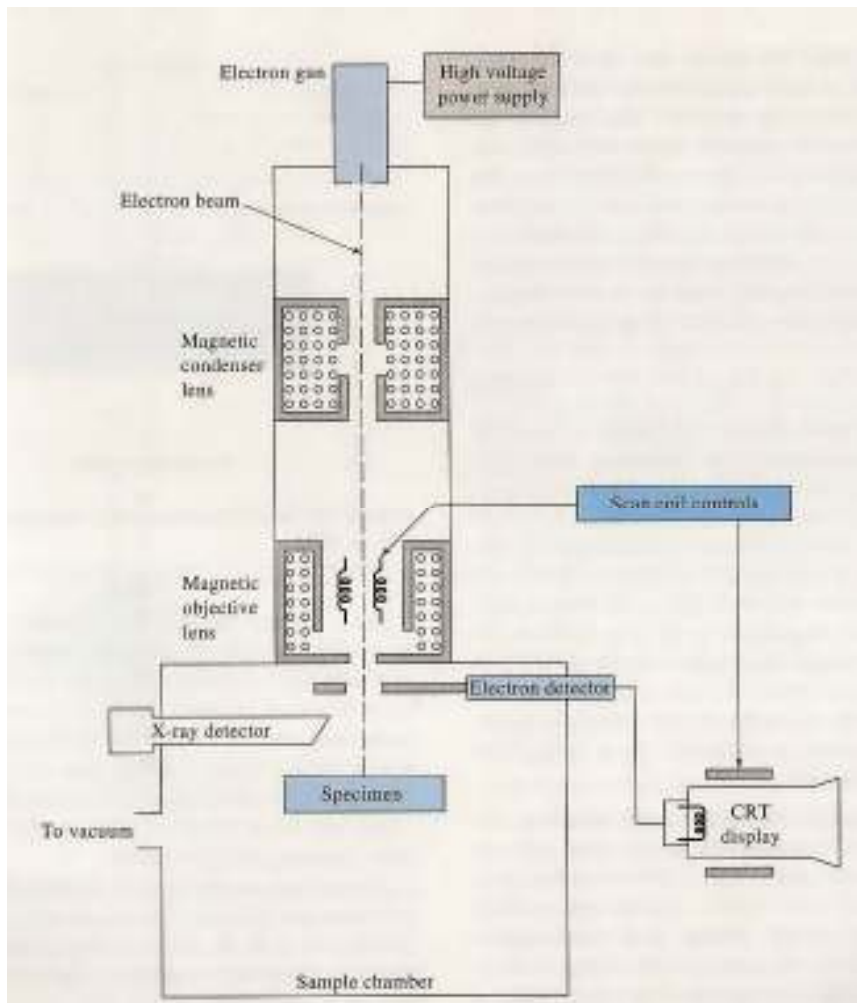 Electron gun
High voltage
power supply
Electron beam
Magnetic
condenser
lens
Scan coil controls
Magnetic
objective
lens
Electron detector
X-ray detector
Specimen
To vacuum
CRT
display
Sample chamber